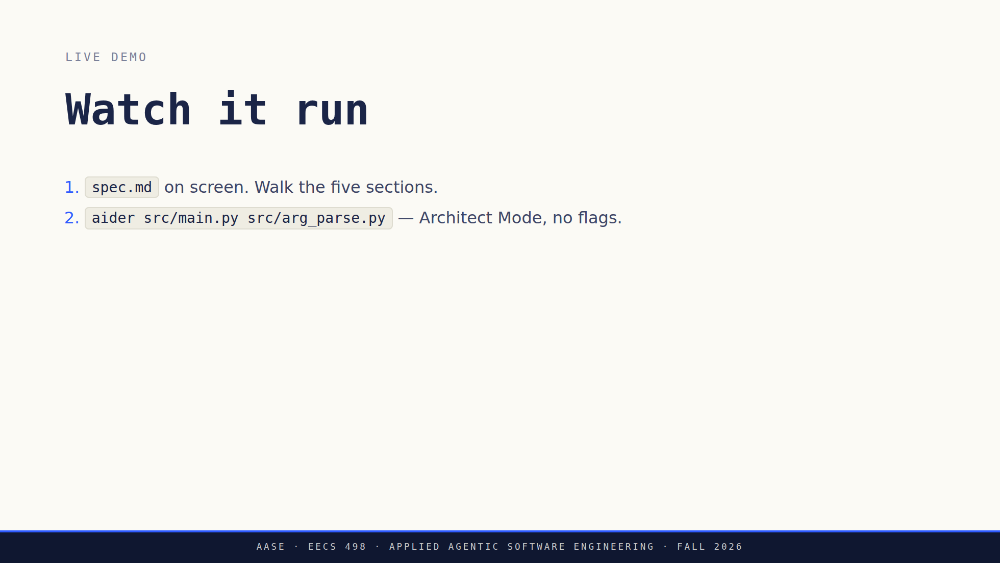 LIVE DEMO
Watch it run
1. spec.md on screen. Walk the five sections.
2. aider src/main.py src/arg_parse.py — Architect Mode, no flags.
AASE · EECS 498 · APPLIED AGENTIC SOFTWARE ENGINEERING · FALL 2026